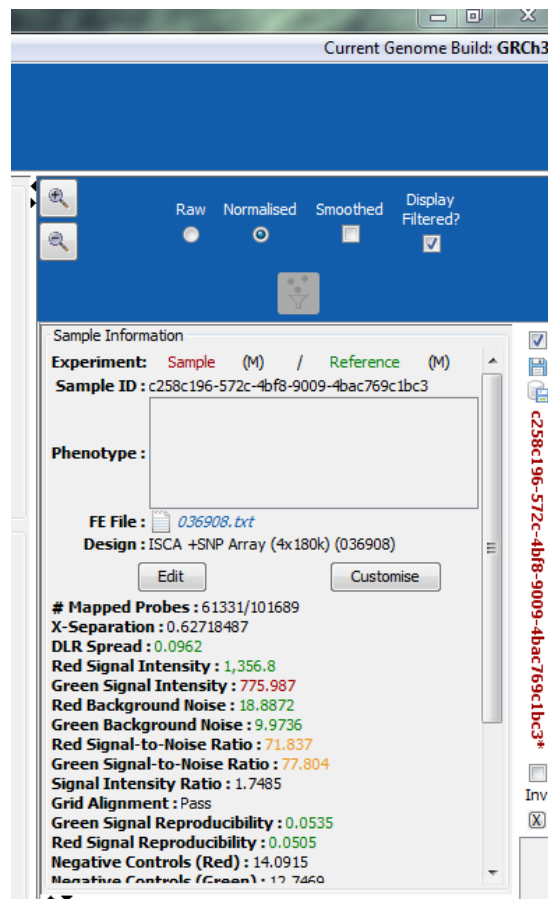 Current Genome Build: GRCh3
Raw Normalised Smoothed Display Filtered?
Sample Information
Experiment: Sample (M) / Reference (M)
Sample ID : c258c196-572c-4bf8-9009-4bac769c1bc3
Phenotype :
FE File : 036908.txt
Design : ISCA +SNP Array (4x180k) (036908)
Edit Customise
# Mapped Probes : 61331/101689
X-Separation : 0.62718487
DLR Spread : 0.0962
Red Signal Intensity : 1,356.8
Green Signal Intensity : 775.987
Red Background Noise : 18.8872
Green Background Noise : 9.9736
Red Signal-to-Noise Ratio : 71.837
Green Signal-to-Noise Ratio : 77.804
Signal Intensity Ratio : 1.7485
Grid Alignment : Pass
Green Signal Reproducibility : 0.0535
Red Signal Reproducibility : 0.0505
Negative Controls (Red) : 14.0915
Negative Controls (Green) : 12.7469
c258c196-572c-4bf8-9009-4bac769c1bc3*
Inv
X